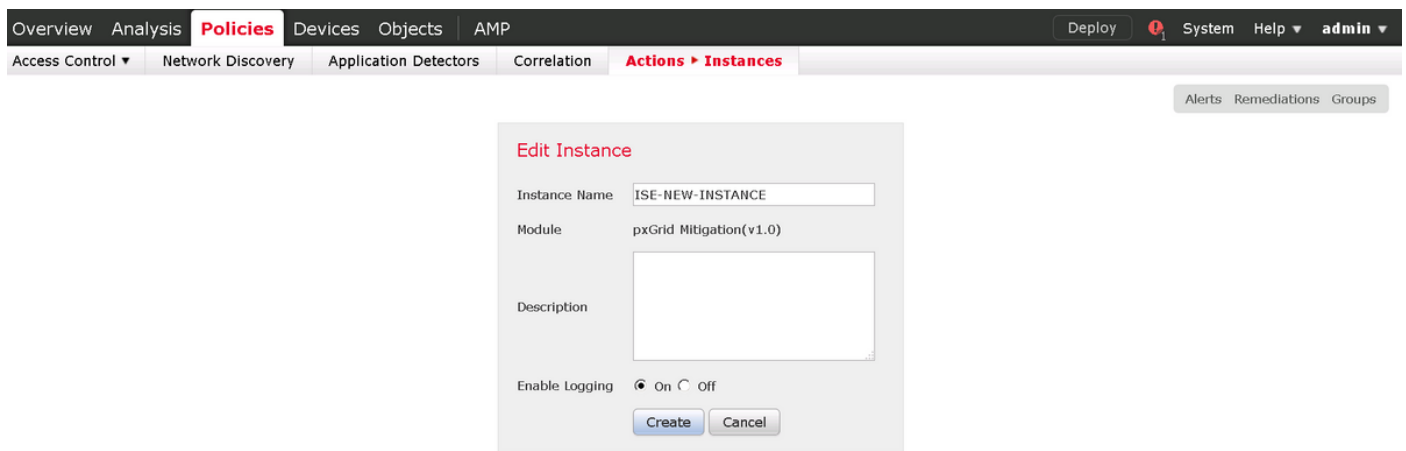 Overview Analysis Policies Devices Objects AMP Deploy 1 System Help ▼ admin ▼
Access Control ▼ Network Discovery Application Detectors Correlation Actions ▶ Instances
Alerts Remediations Groups
Edit Instance
Instance Name ISE-NEW-INSTANCE
Module pxGrid Mitigation(v1.0)
Description
Enable Logging On Off
Create Cancel